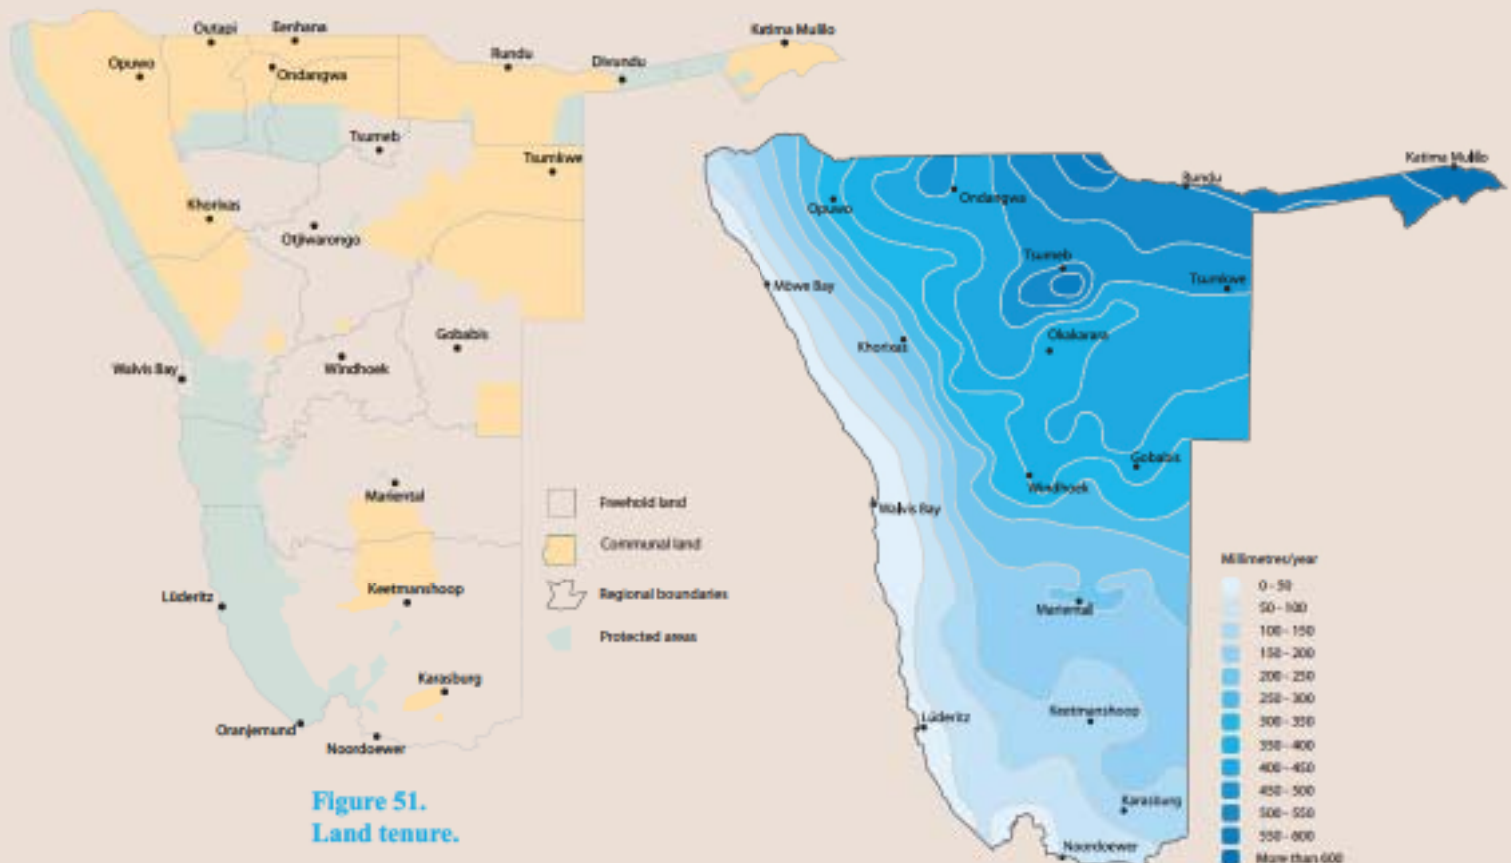 Outapi
Eenhana
Katima Mulilo
Opuwo
Ondangwa
Rundu
Divundu
Tsumeb
Tsumkwe
Khorixas
Otjiwarongo
Gobabis
Walvis Bay
Windhoek
Mariental
Lüderitz
Keetmanshoop
Karasburg
Oranjemund
Noordoewer
Freehold land
Communal land
Regional boundaries
Protected areas
Figure 51.
Land tenure.
Katima Mulilo
Rundu
Opuwo
Ondangwa
Tsumeb
Tsumkwe
Möwe Bay
Okakarara
Khorixas
Gobabis
Windhoek
Walvis Bay
Mariental
Lüderitz
Keetmanshoop
Karasburg
Noordoewer
Millimetres/year
0 - 50
50 - 100
100 - 150
150 - 200
200 - 250
250 - 300
300 - 350
350 - 400
400 - 450
450 - 500
500 - 550
550 - 600
More than 600